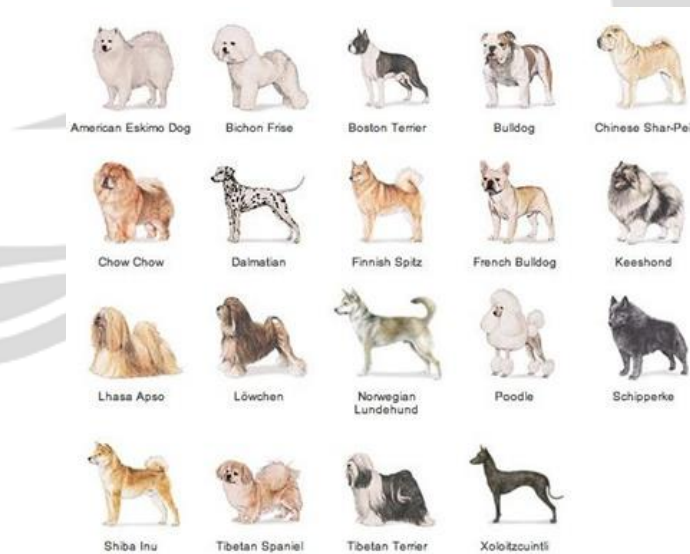 American Eskimo Dog
Bichon Frise
Boston Terrier
Bulldog
Chinese Shar-Pei
Chow Chow
Dalmatian
Finnish Spitz
French Bulldog
Keeshond
Lhasa Apso
Löwchen
Norwegian
Lundehund
Poodle
Schipperke
Shiba Inu
Tibetan Spaniel
Tibetan Terrier
Xoloitzcuintli